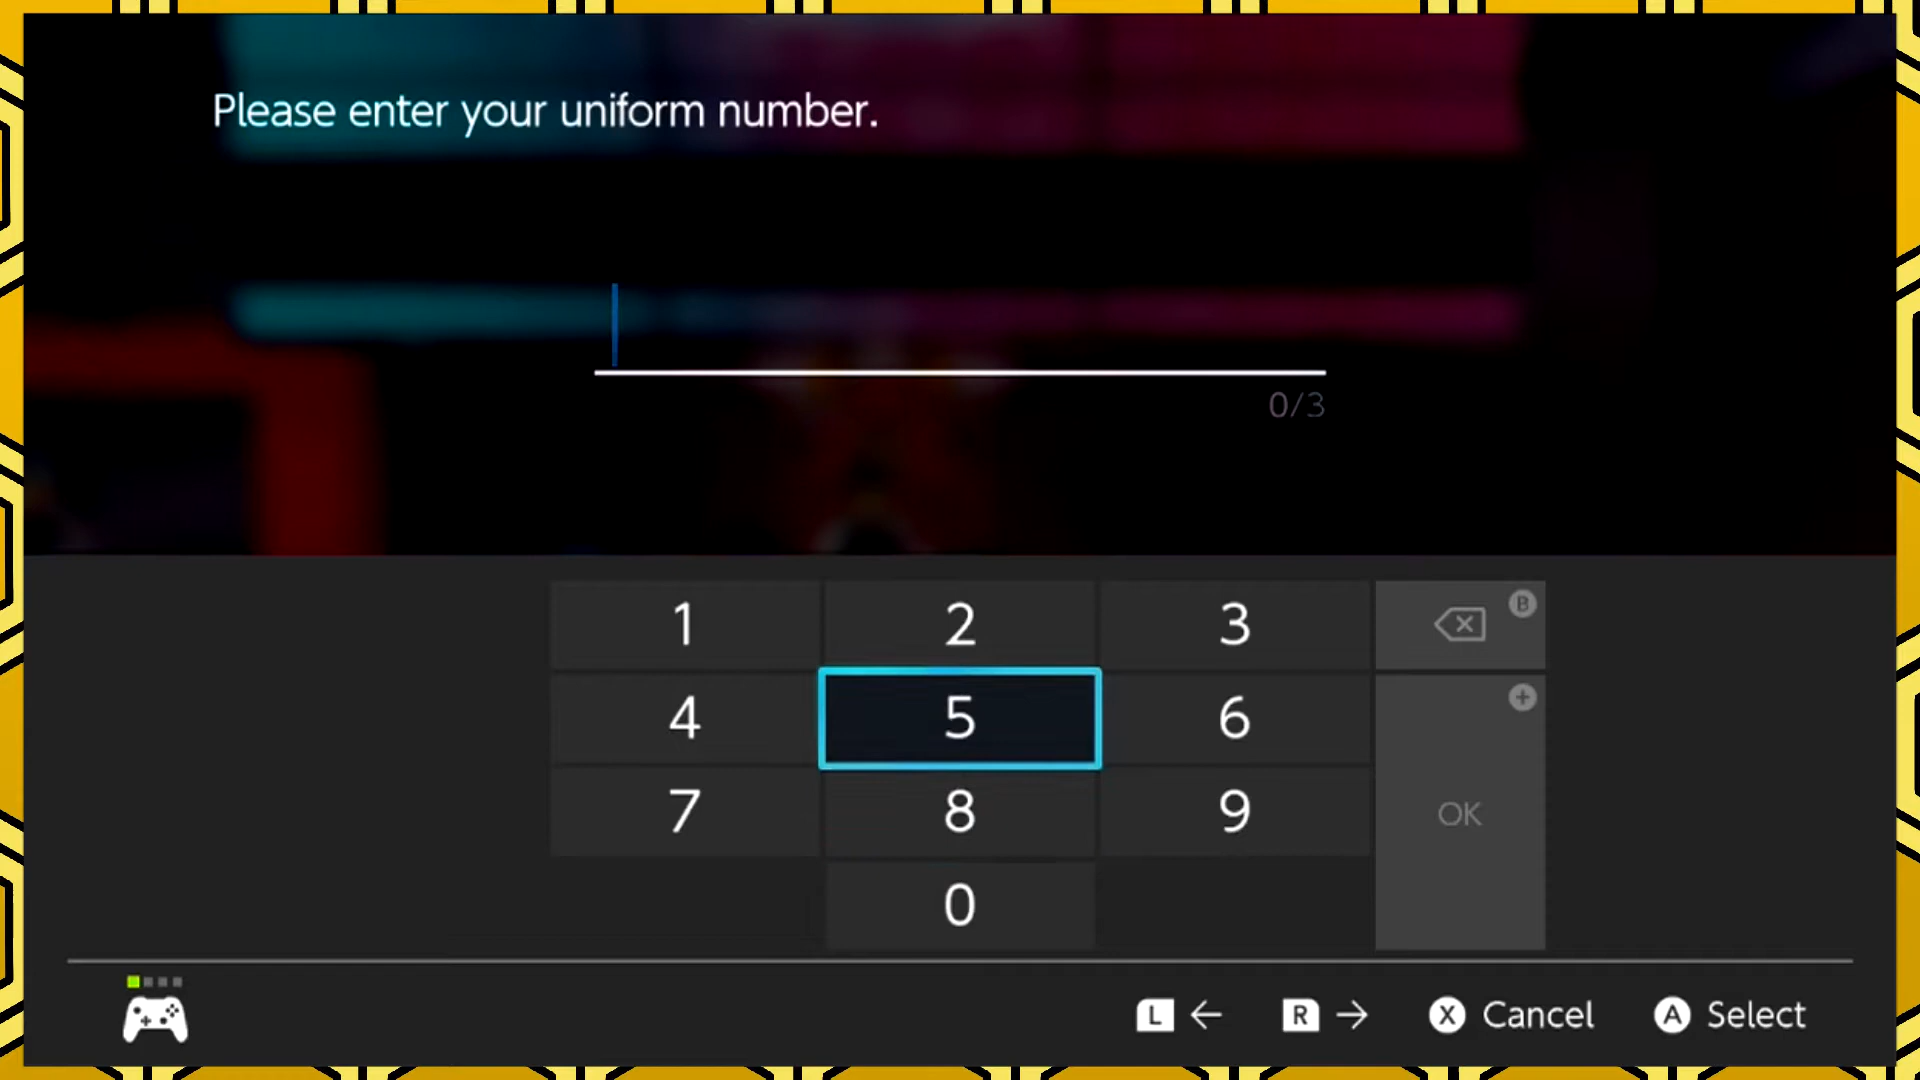 Please enter your uniform number.
0/3
1 2 3 B
4 5 6 +
7 8 9 OK
0
L ← R → X Cancel A Select